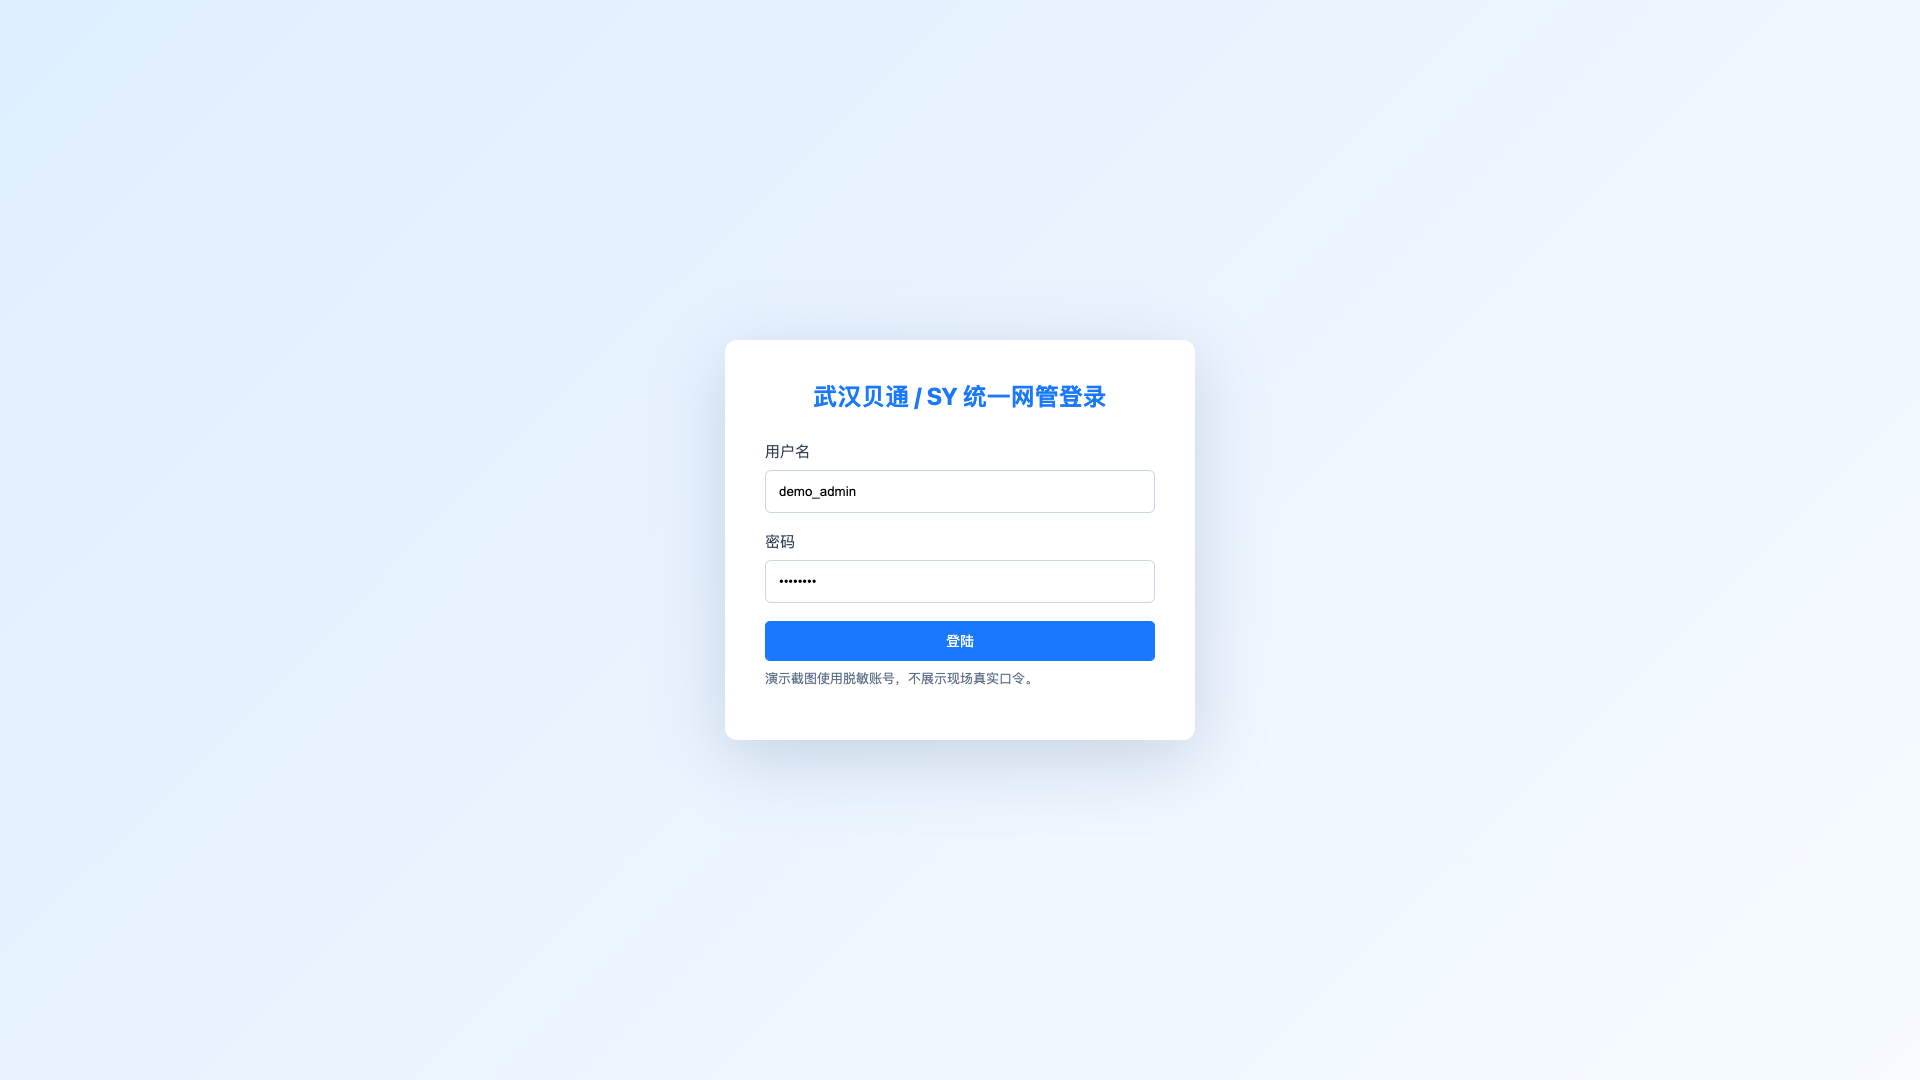 武汉贝通 / SY 统一网管登录
用户名
demo_admin
密码
••••••••
登陆
演示截图使用脱敏账号，不展示现场真实口令。